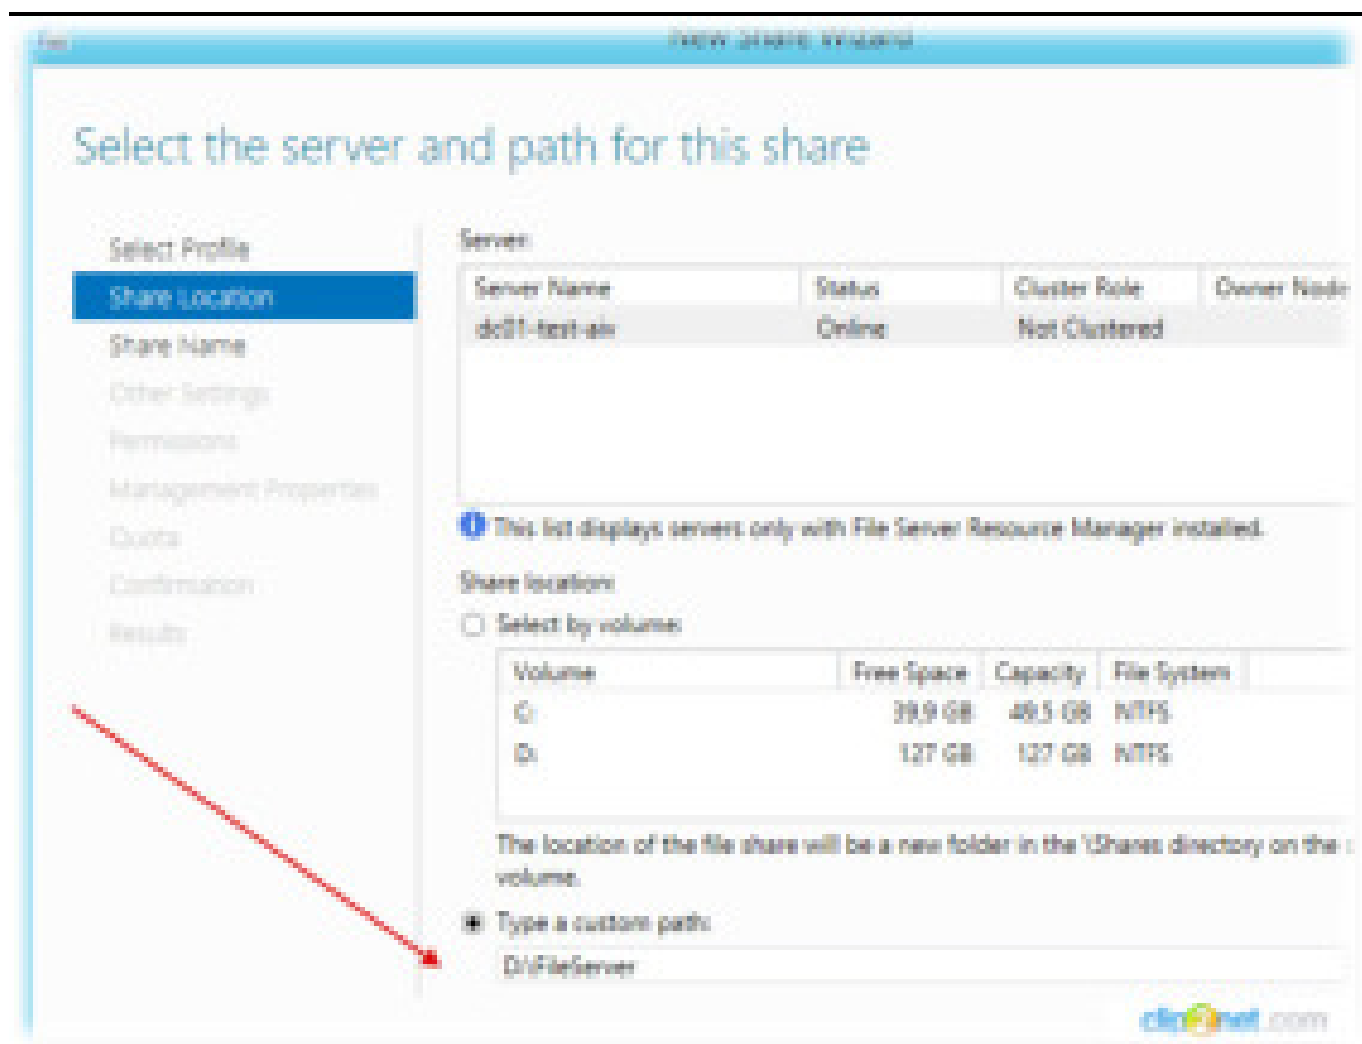 New Share Wizard
Select the server and path for this share
Select Profile
Share Location
Share Name
Other Settings
Permissions
Management Properties
Quota
Confirmation
Results
Server:
Server Name Status Cluster Role Owner Node
dc01-test-aiv Online Not Clustered
This list displays servers only with File Server Resource Manager installed.
Share location:
Select by volume:
Volume Free Space Capacity File System
C: 39,9 GB 49,5 GB NTFS
D: 127 GB 127 GB NTFS
The location of the file share will be a new folder in the \Shares directory on the
volume.
Type a custom path:
D:\FileServer